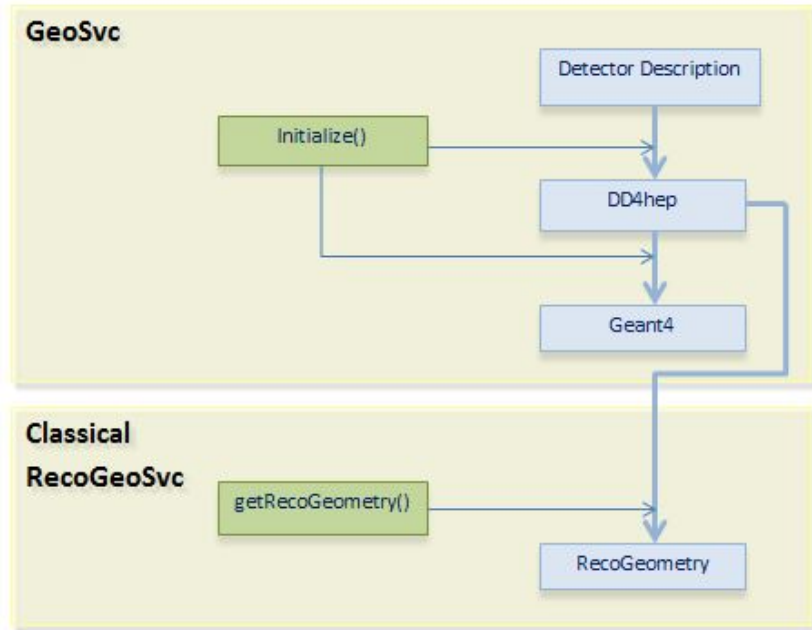 GeoSvc
Detector Description
Initialize()
DD4hep
Geant4
Classical
RecoGeoSvc
getRecoGeometry()
RecoGeometry